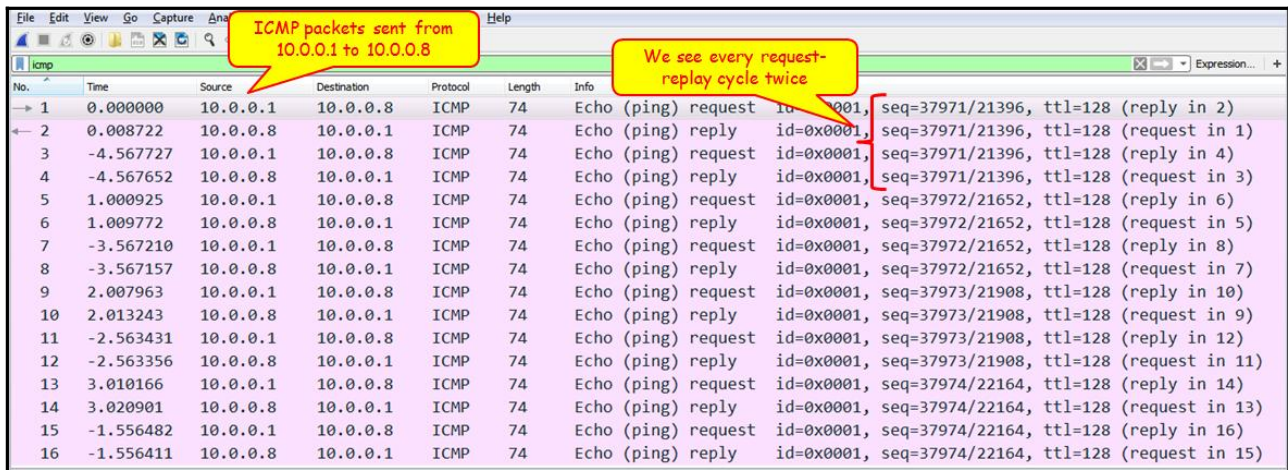 File Edit View Go Capture Ana Help
ICMP packets sent from
10.0.0.1 to 10.0.0.8
We see every request-
replay cycle twice
icmp Expression... +
No. Time Source Destination Protocol Length Info
1 0.000000 10.0.0.1 10.0.0.8 ICMP 74 Echo (ping) request id=0x0001, seq=37971/21396, ttl=128 (reply in 2)
2 0.008722 10.0.0.8 10.0.0.1 ICMP 74 Echo (ping) reply id=0x0001, seq=37971/21396, ttl=128 (request in 1)
3 -4.567727 10.0.0.1 10.0.0.8 ICMP 74 Echo (ping) request id=0x0001, seq=37971/21396, ttl=128 (reply in 4)
4 -4.567652 10.0.0.8 10.0.0.1 ICMP 74 Echo (ping) reply id=0x0001, seq=37971/21396, ttl=128 (request in 3)
5 1.000925 10.0.0.1 10.0.0.8 ICMP 74 Echo (ping) request id=0x0001, seq=37972/21652, ttl=128 (reply in 6)
6 1.009772 10.0.0.8 10.0.0.1 ICMP 74 Echo (ping) reply id=0x0001, seq=37972/21652, ttl=128 (request in 5)
7 -3.567210 10.0.0.1 10.0.0.8 ICMP 74 Echo (ping) request id=0x0001, seq=37972/21652, ttl=128 (reply in 8)
8 -3.567157 10.0.0.8 10.0.0.1 ICMP 74 Echo (ping) reply id=0x0001, seq=37972/21652, ttl=128 (request in 7)
9 2.007963 10.0.0.1 10.0.0.8 ICMP 74 Echo (ping) request id=0x0001, seq=37973/21908, ttl=128 (reply in 10)
10 2.013243 10.0.0.8 10.0.0.1 ICMP 74 Echo (ping) reply id=0x0001, seq=37973/21908, ttl=128 (request in 9)
11 -2.563431 10.0.0.1 10.0.0.8 ICMP 74 Echo (ping) request id=0x0001, seq=37973/21908, ttl=128 (reply in 12)
12 -2.563356 10.0.0.8 10.0.0.1 ICMP 74 Echo (ping) reply id=0x0001, seq=37973/21908, ttl=128 (request in 11)
13 3.010166 10.0.0.1 10.0.0.8 ICMP 74 Echo (ping) request id=0x0001, seq=37974/22164, ttl=128 (reply in 14)
14 3.020901 10.0.0.8 10.0.0.1 ICMP 74 Echo (ping) reply id=0x0001, seq=37974/22164, ttl=128 (request in 13)
15 -1.556482 10.0.0.1 10.0.0.8 ICMP 74 Echo (ping) request id=0x0001, seq=37974/22164, ttl=128 (reply in 16)
16 -1.556411 10.0.0.8 10.0.0.1 ICMP 74 Echo (ping) reply id=0x0001, seq=37974/22164, ttl=128 (request in 15)